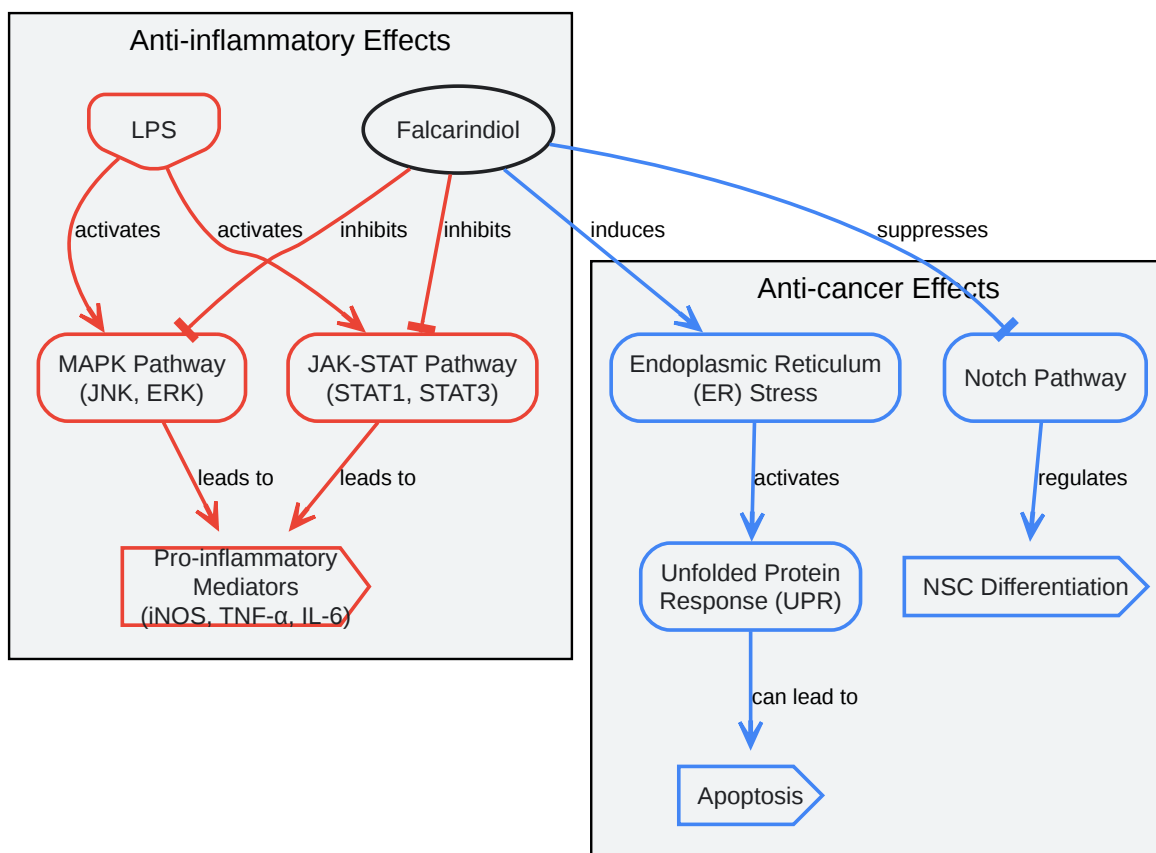 Anti-inflammatory Effects
LPS
Falcarindiol
activates
activates
inhibits
inhibits
induces
suppresses
Anti-cancer Effects
MAPK Pathway
(JNK, ERK)
JAK-STAT Pathway
(STAT1, STAT3)
Endoplasmic Reticulum
(ER) Stress
Notch Pathway
leads to
leads to
activates
regulates
Pro-inflammatory
Mediators
(iNOS, TNF-α, IL-6)
Unfolded Protein
Response (UPR)
NSC Differentiation
can lead to
Apoptosis